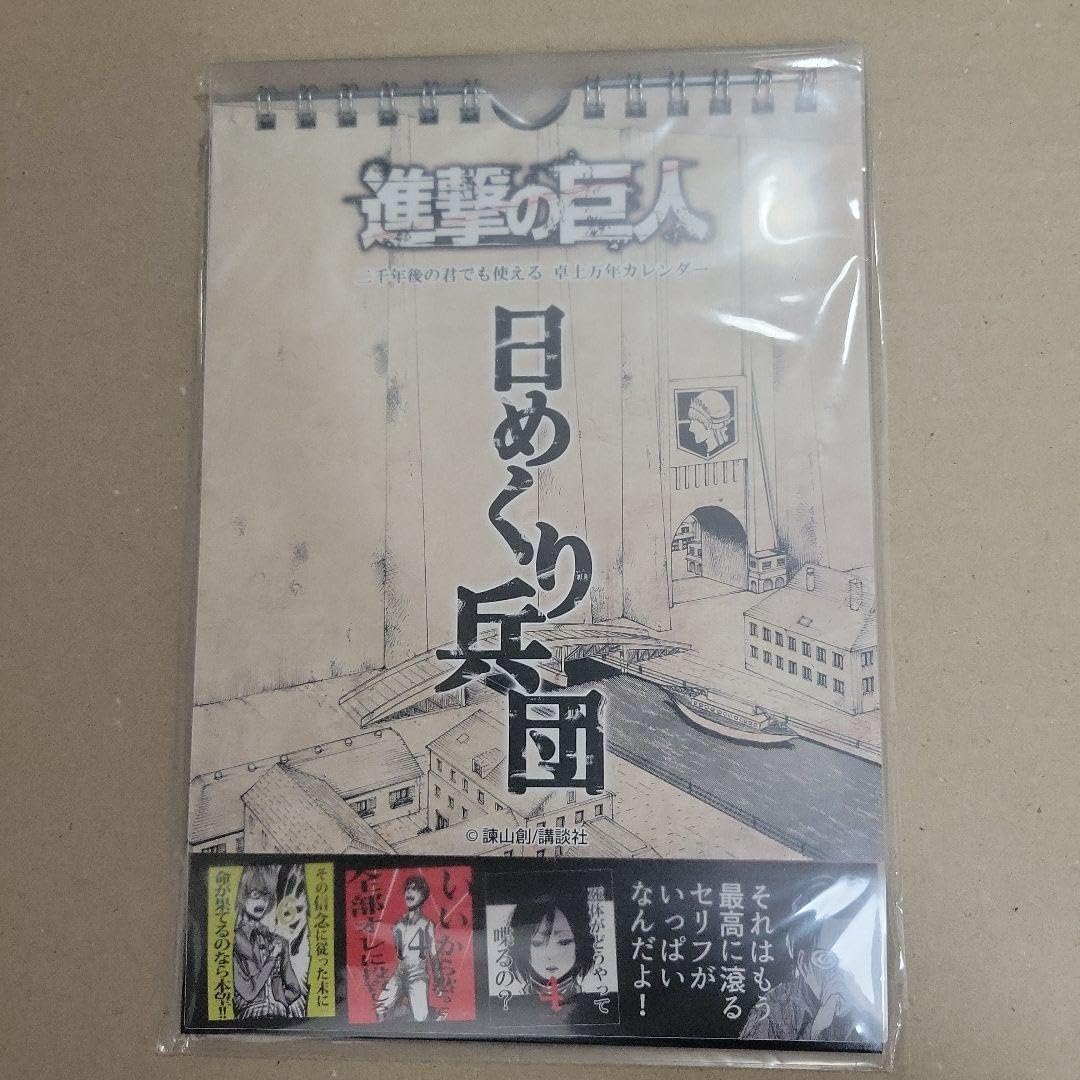 進撃の巨人
二千年後の君でも使える 卓上万年カレンダー
日めくり兵団
© 諫山創/講談社
それはもう
最高に滾る
セリフが
いっぱい
なんだよ！
死体がどうやって
喋るの？
4
いいから黙っ
全部オレに
14
その信念に従った末に
命が果てるのなら本望!!
6